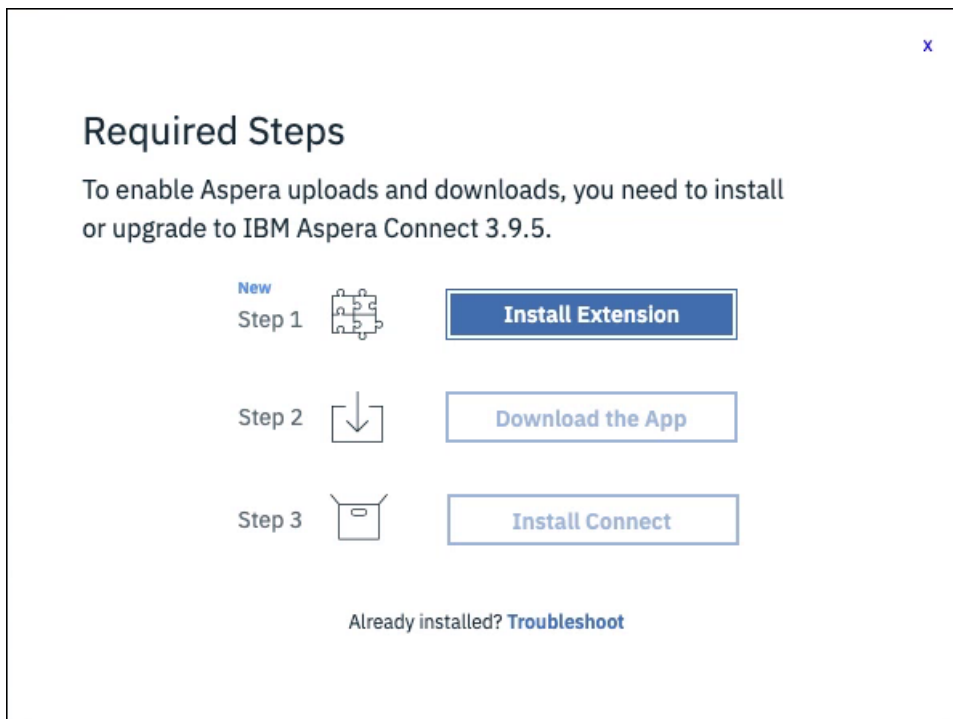 x
Required Steps
To enable Aspera uploads and downloads, you need to install
or upgrade to IBM Aspera Connect 3.9.5.
New
Step 1
Install Extension
Step 2
Download the App
Step 3
Install Connect
Already installed? Troubleshoot